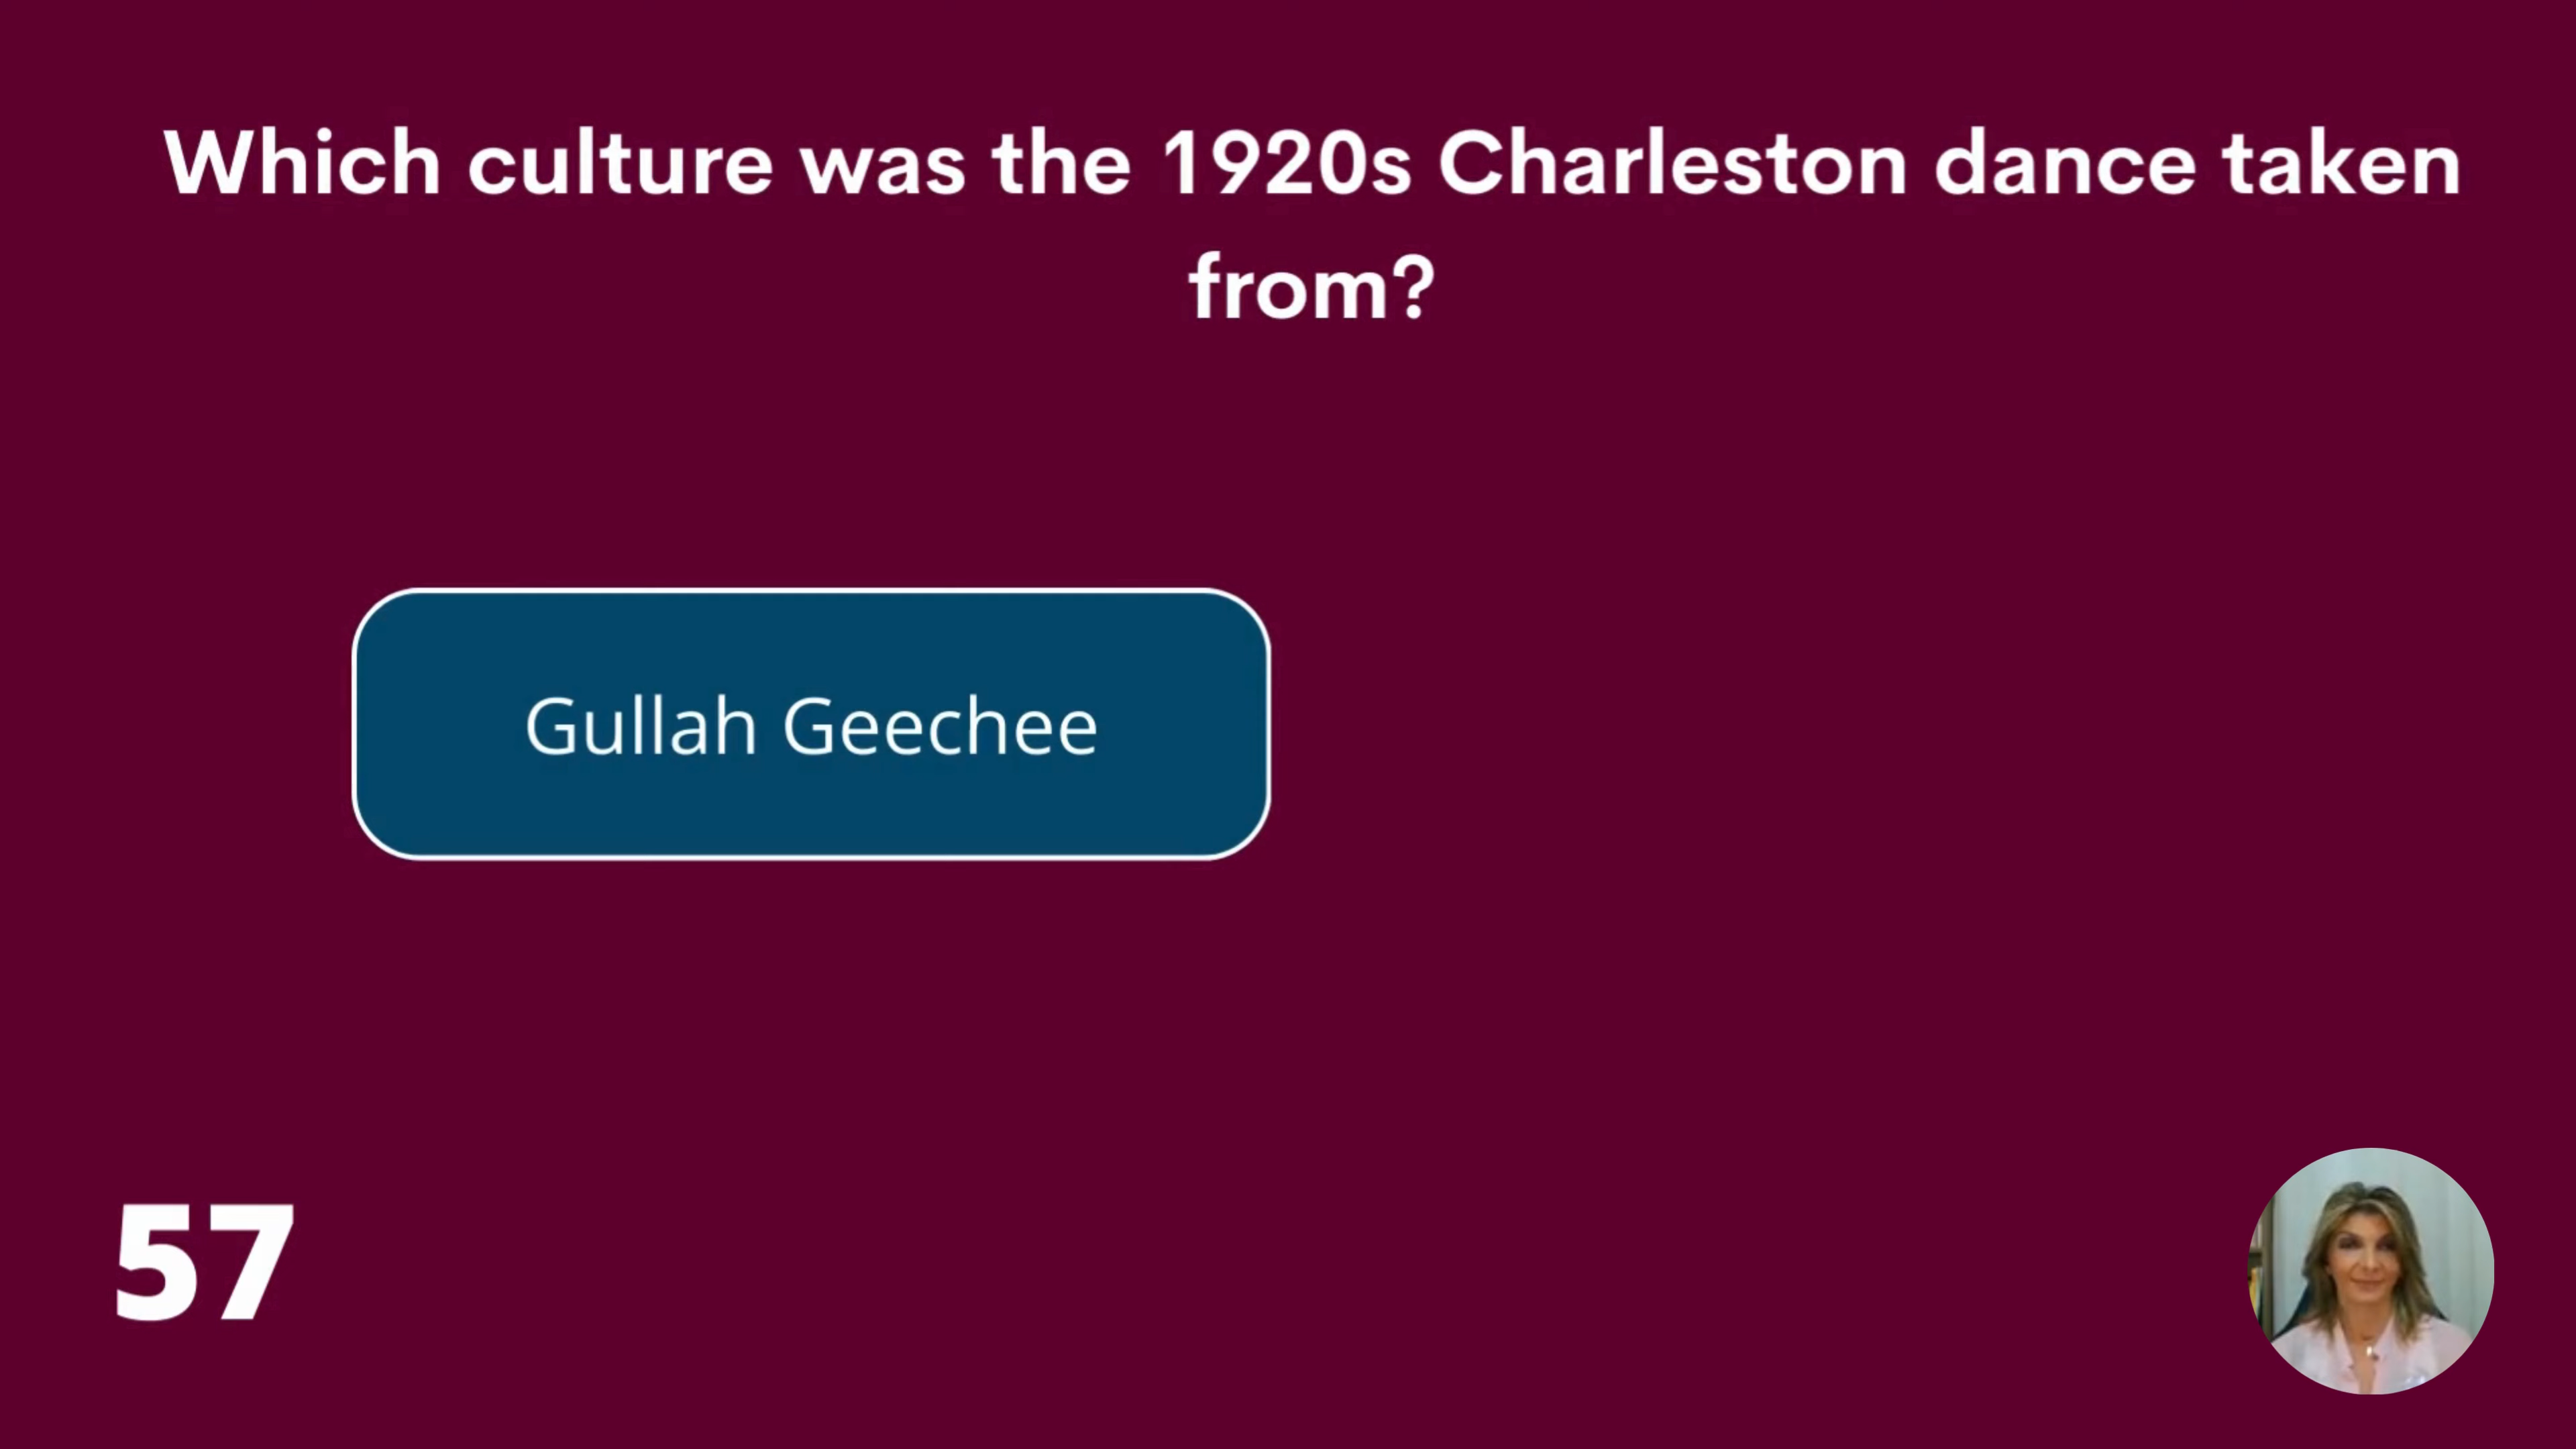 Which culture was the 1920s Charleston dance taken
from?
Gullah Geechee
57